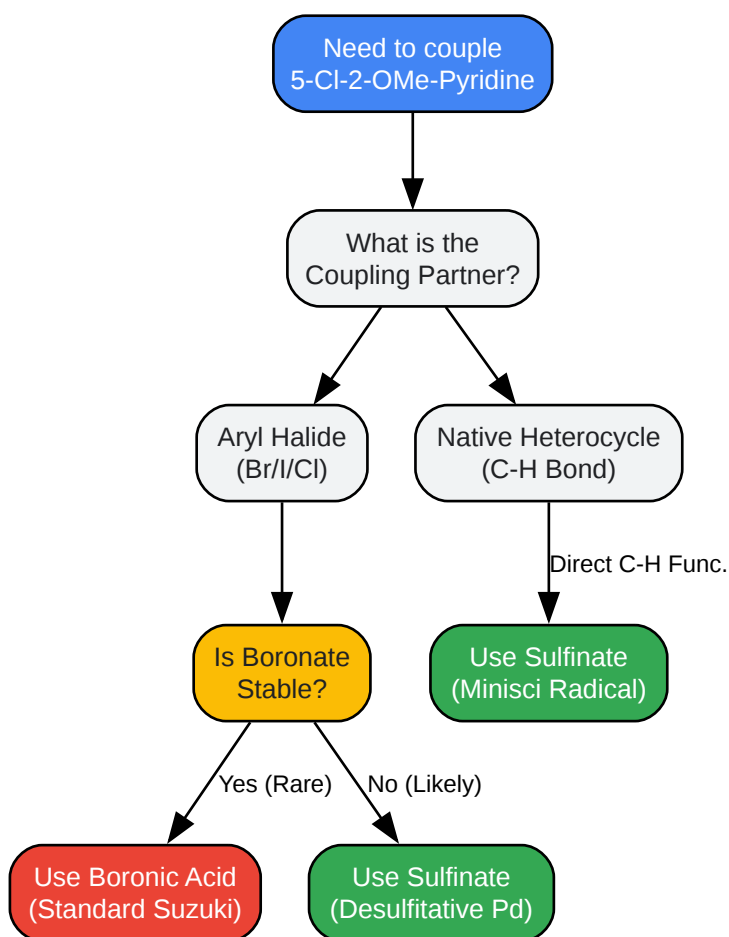 Need to couple
5-Cl-2-OMe-Pyridine
What is the
Coupling Partner?
Aryl Halide
(Br/I/Cl)
Native Heterocycle
(C-H Bond)
Direct C-H Func.
Is Boronate
Stable?
Use Sulfinate
(Minisci Radical)
Yes (Rare)
No (Likely)
Use Boronic Acid
(Standard Suzuki)
Use Sulfinate
(Desulfitative Pd)